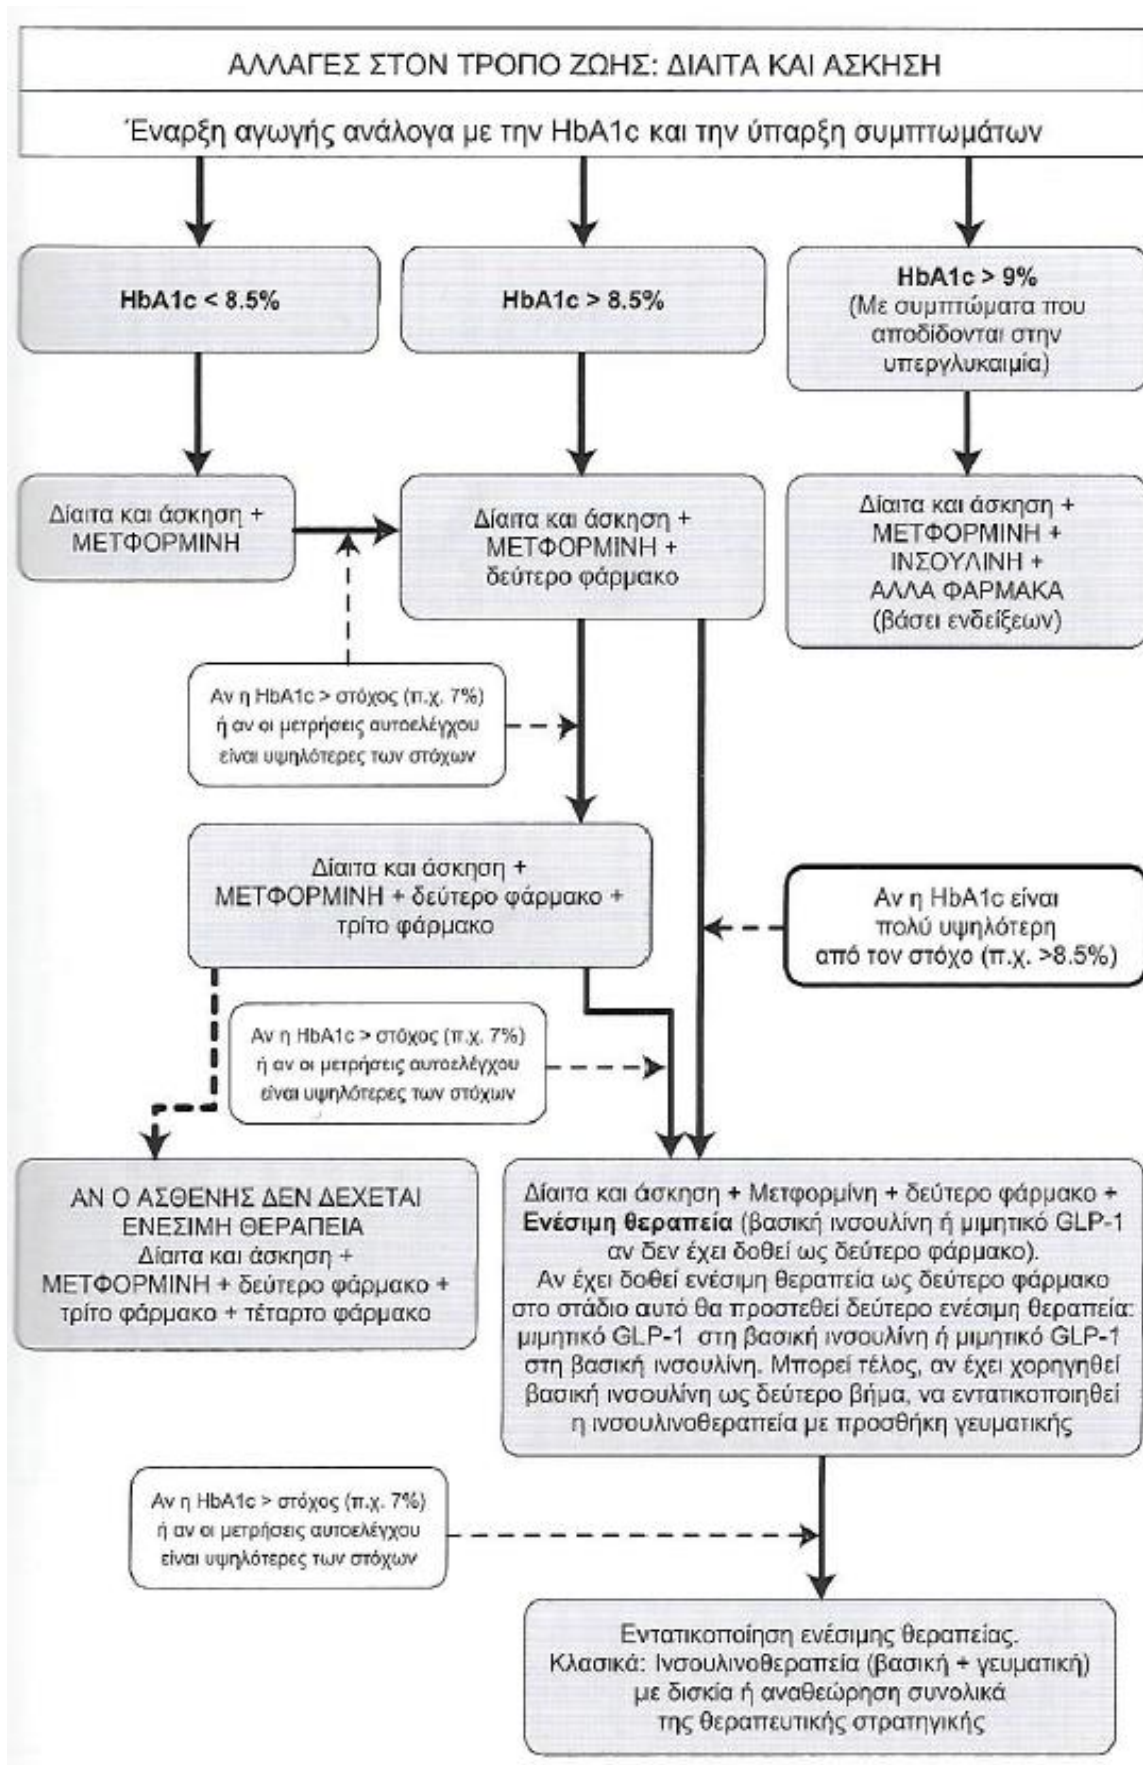 ΑΛΛΑΓΕΣ ΣΤΟΝ ΤΡΟΠΟ ΖΩΗΣ: ΔΙΑΙΤΑ ΚΑΙ ΑΣΚΗΣΗ
Έναρξη αγωγής ανάλογα με την HbA1c και την ύπαρξη συμπτωμάτων
HbA1c < 8.5%
HbA1c > 8.5%
HbA1c > 9%
(Με συμπτώματα που
αποδίδονται στην
υπεργλυκαιμία)
Δίαιτα και άσκηση +
ΜΕΤΦΟΡΜΙΝΗ
Δίαιτα και άσκηση +
ΜΕΤΦΟΡΜΙΝΗ +
δεύτερο φάρμακο
Δίαιτα και άσκηση +
ΜΕΤΦΟΡΜΙΝΗ +
ΙΝΣΟΥΛΙΝΗ +
ΑΛΛΑ ΦΑΡΜΑΚΑ
(βάσει ενδείξεων)
Αν η HbA1c > στόχος (π.χ. 7%)
ή αν οι μετρήσεις αυτοελέγχου
είναι υψηλότερες των στόχων
Δίαιτα και άσκηση +
ΜΕΤΦΟΡΜΙΝΗ + δεύτερο φάρμακο +
τρίτο φάρμακο
Αν η HbA1c είναι
πολύ υψηλότερη
από τον στόχο (π.χ. >8.5%)
Αν η HbA1c > στόχος (π.χ. 7%)
ή αν οι μετρήσεις αυτοελέγχου
είναι υψηλότερες των στόχων
ΑΝ Ο ΑΣΘΕΝΗΣ ΔΕΝ ΔΕΧΕΤΑΙ
ΕΝΕΣΙΜΗ ΘΕΡΑΠΕΙΑ
Δίαιτα και άσκηση +
ΜΕΤΦΟΡΜΙΝΗ + δεύτερο φάρμακο +
τρίτο φάρμακο + τέταρτο φάρμακο
Δίαιτα και άσκηση + Μετφορμίνη + δεύτερο φάρμακο +
Ενέσιμη θεραπεία (βασική ινσουλίνη ή μιμητικό GLP-1
αν δεν έχει δοθεί ως δεύτερο φάρμακο).
Αν έχει δοθεί ενέσιμη θεραπεία ως δεύτερο φάρμακο
στο στάδιο αυτό θα προστεθεί δεύτερο ενέσιμη θεραπεία:
μιμητικό GLP-1 στη βασική ινσουλίνη ή μιμητικό GLP-1
στη βασική ινσουλίνη. Μπορεί τέλος, αν έχει χορηγηθεί
βασική ινσουλίνη ως δεύτερο βήμα, να εντατικοποιηθεί
η ινσουλινοθεραπεία με προσθήκη γευματικής
Αν η HbA1c > στόχος (π.χ. 7%)
ή αν οι μετρήσεις αυτοελέγχου
είναι υψηλότερες των στόχων
Εντατικοποίηση ενέσιμης θεραπείας.
Κλασικά: Ινσουλινοθεραπεία (βασική + γευματική)
με δισκία ή αναθεώρηση συνολικά
της θεραπευτικής στρατηγικής